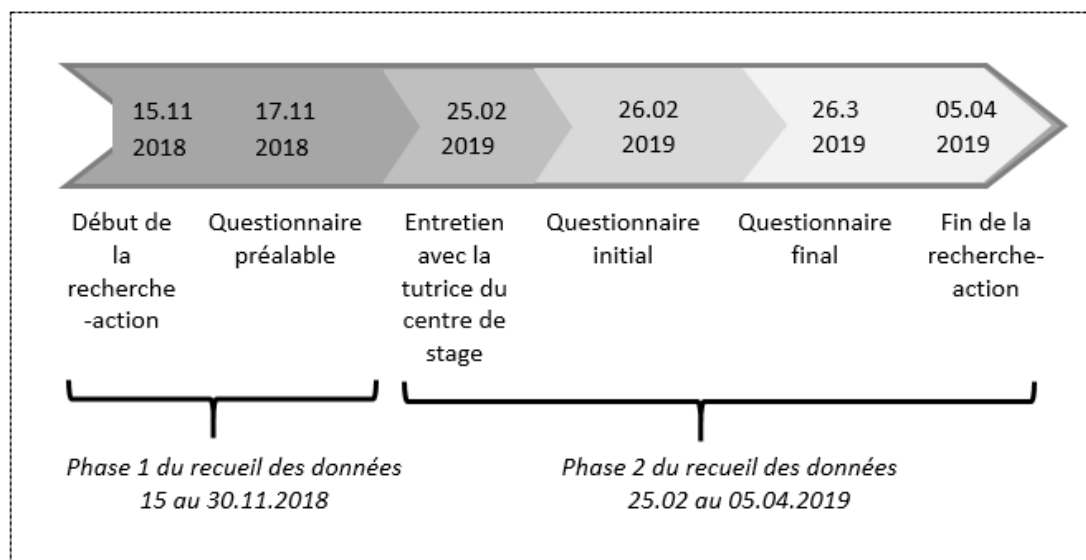 15.11
2018
17.11
2018
25.02
2019
26.02
2019
26.3
2019
05.04
2019
Début de
la
recherche
-action
Questionnaire
préalable
Entretien
avec la
tutrice du
centre de
stage
Questionnaire
initial
Questionnaire
final
Fin de la
recherche-
action
Phase 1 du recueil des données
15 au 30.11.2018
Phase 2 du recueil des données
25.02 au 05.04.2019